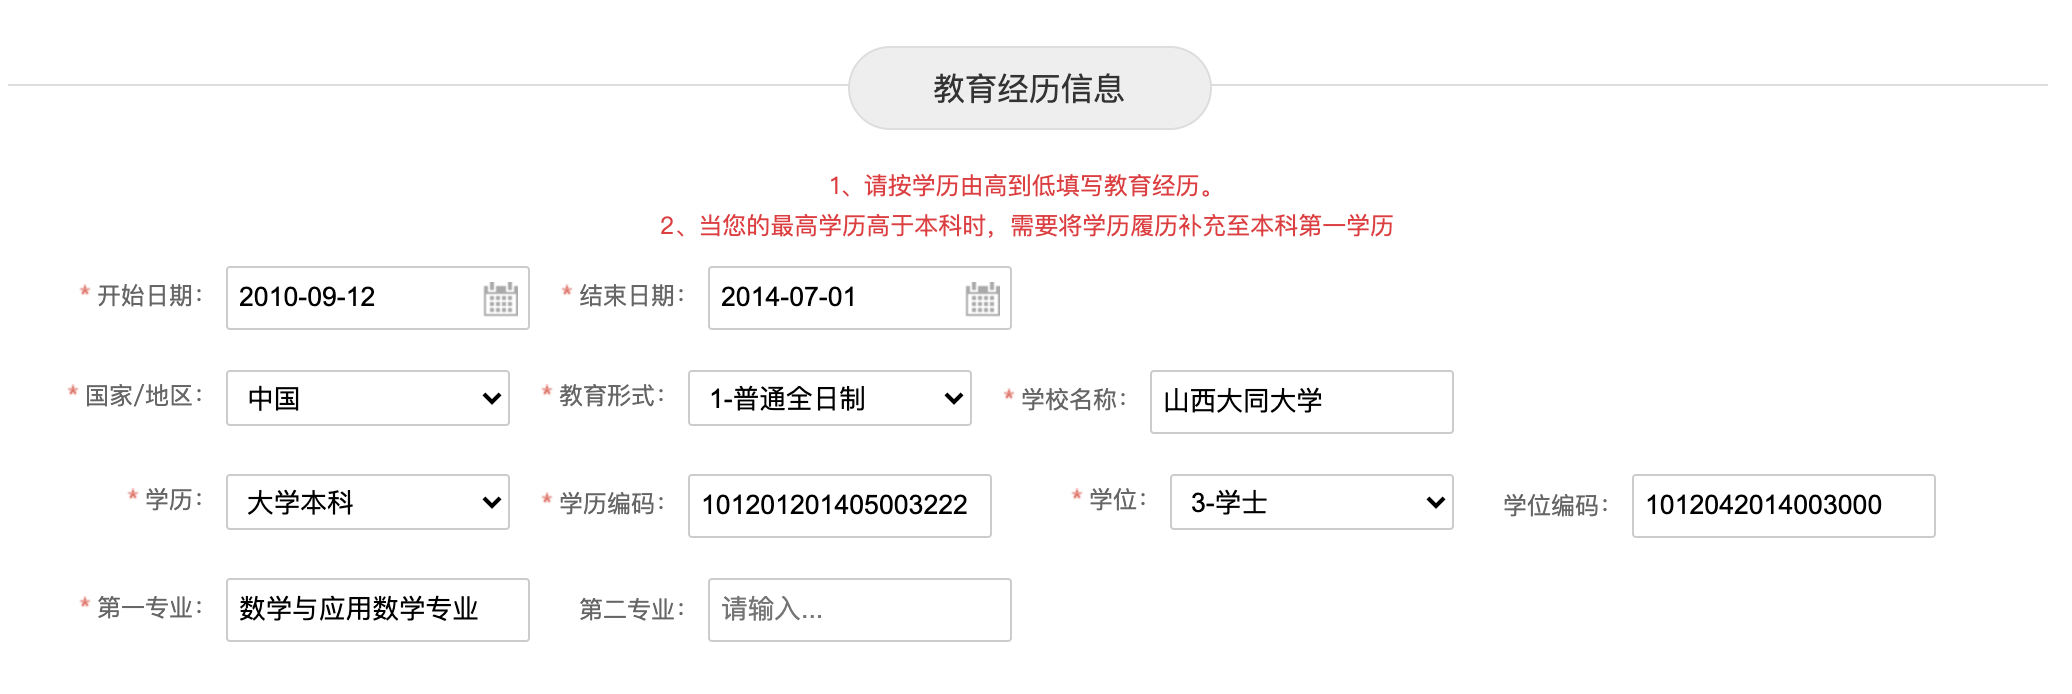 教育经历信息
1、请按学历由高到低填写教育经历。
2、当您的最高学历高于本科时，需要将学历履历补充至本科第一学历
* 开始日期： 2010-09-12 * 结束日期： 2014-07-01
* 国家/地区： 中国 * 教育形式： 1-普通全日制 * 学校名称： 山西大同大学
* 学历： 大学本科 * 学历编码： 101201201405003222 * 学位： 3-学士 学位编码： 1012042014003000
* 第一专业： 数学与应用数学专业 第二专业： 请输入...